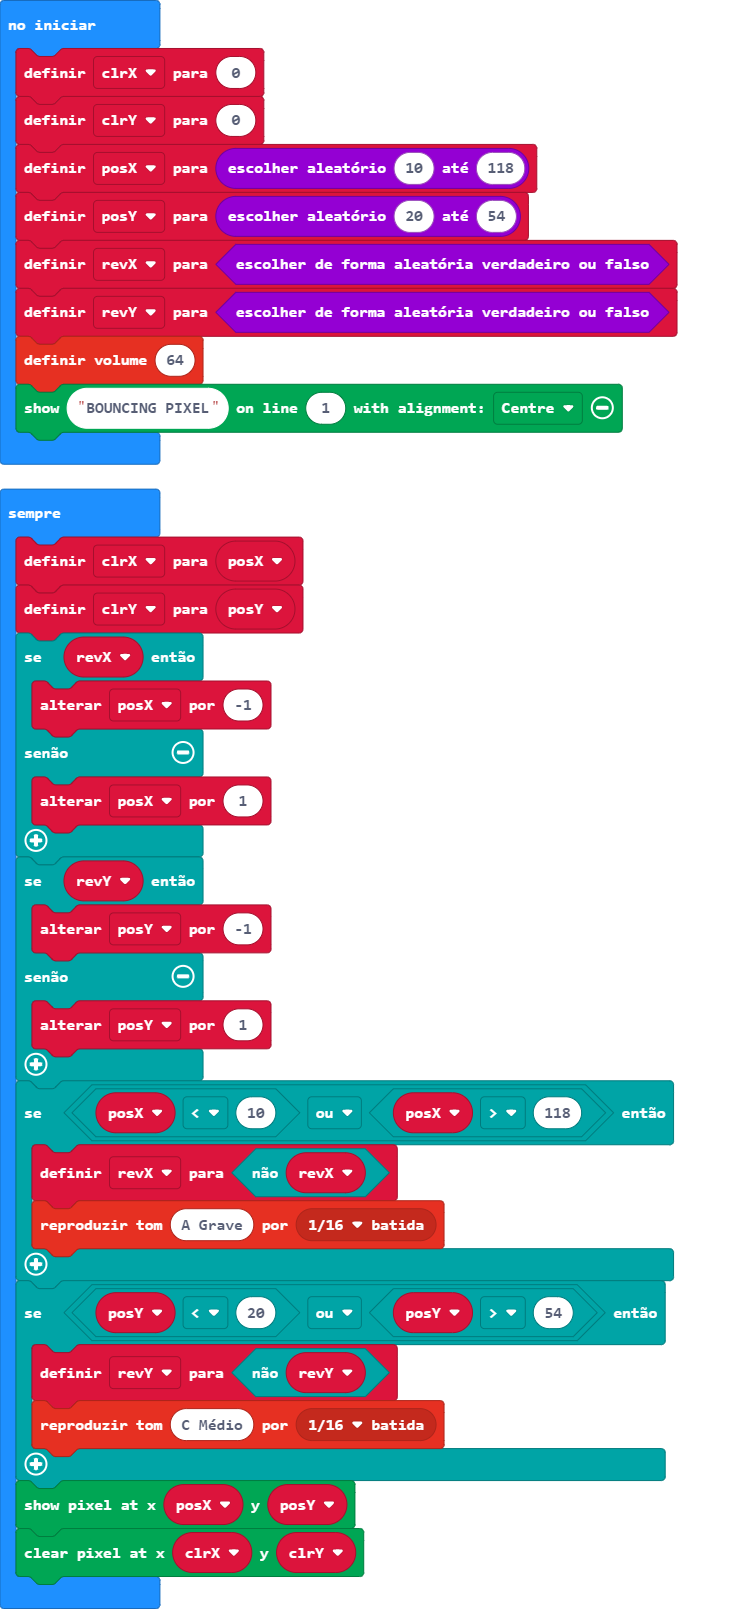 no iniciar
definir clrX para 0
definir clrY para 0
definir posX para escolher aleatório 10 até 118
definir posY para escolher aleatório 20 até 54
definir revX para escolher de forma aleatória verdadeiro ou falso
definir revY para escolher de forma aleatória verdadeiro ou falso
definir volume 64
show "BOUNCING PIXEL" on line 1 with alignment: Centre
sempre
definir clrX para posX
definir clrY para posY
se revX então
alterar posX por -1
senão
alterar posX por 1
se revY então
alterar posY por -1
senão
alterar posY por 1
se posX < 10 ou posX > 118 então
definir revX para não revX
reproduzir tom A Grave por 1/16 batida
se posY < 20 ou posY > 54 então
definir revY para não revY
reproduzir tom C Médio por 1/16 batida
show pixel at x posX y posY
clear pixel at x clrX y clrY